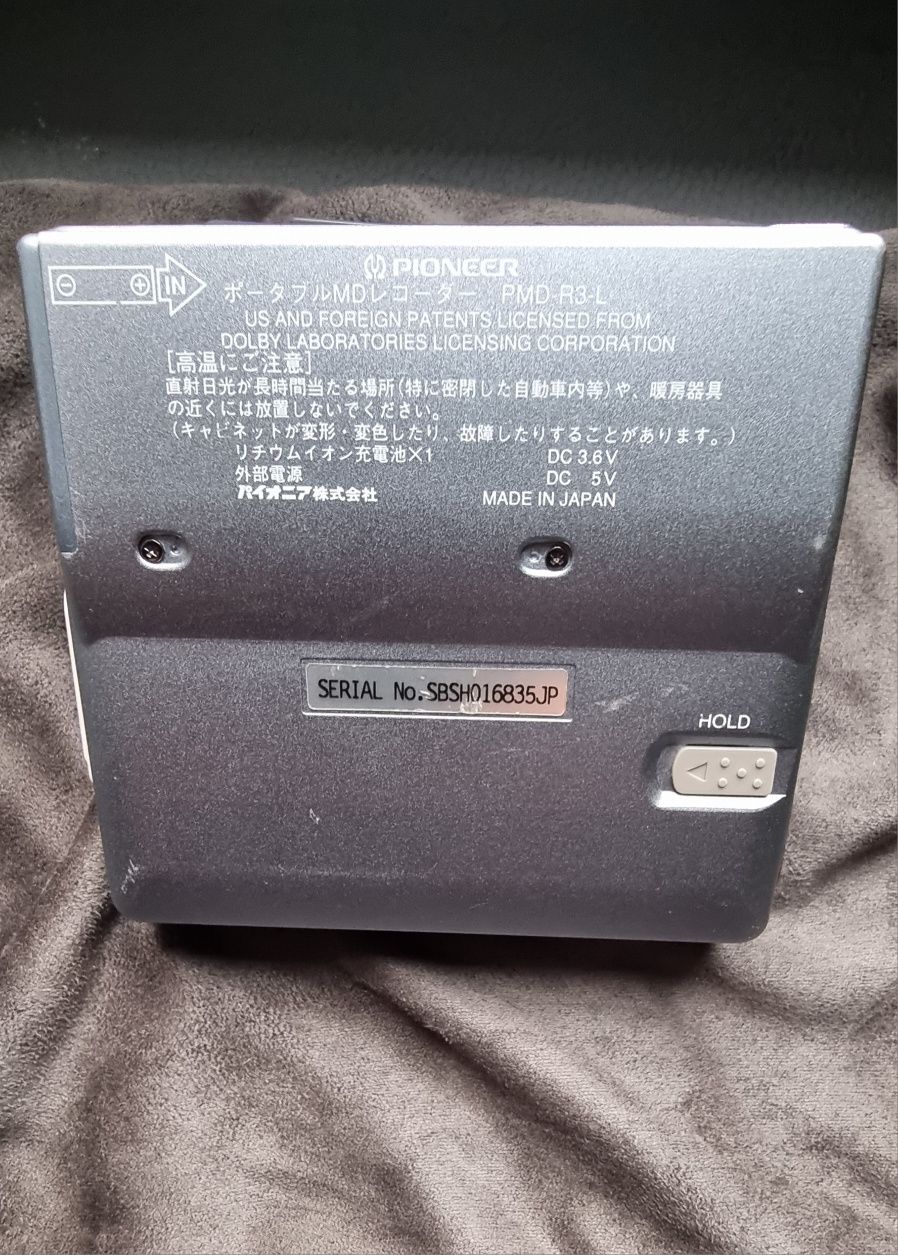 PIONEER
⊖ ⊕ IN
ポータブルMDレコーダー PMD-R3-L
US AND FOREIGN PATENTS LICENSED FROM
DOLBY LABORATORIES LICENSING CORPORATION
[高温にご注意]
直射日光が長時間当たる場所(特に密閉した自動車内等)や、暖房器具
の近くには放置しないでください。
(キャビネットが変形・変色したり、故障したりすることがあります。)
リチウムイオン充電池×1 DC 3.6V
外部電源 DC 5V
パイオニア株式会社 MADE IN JAPAN
SERIAL No.SBSH016835JP
HOLD